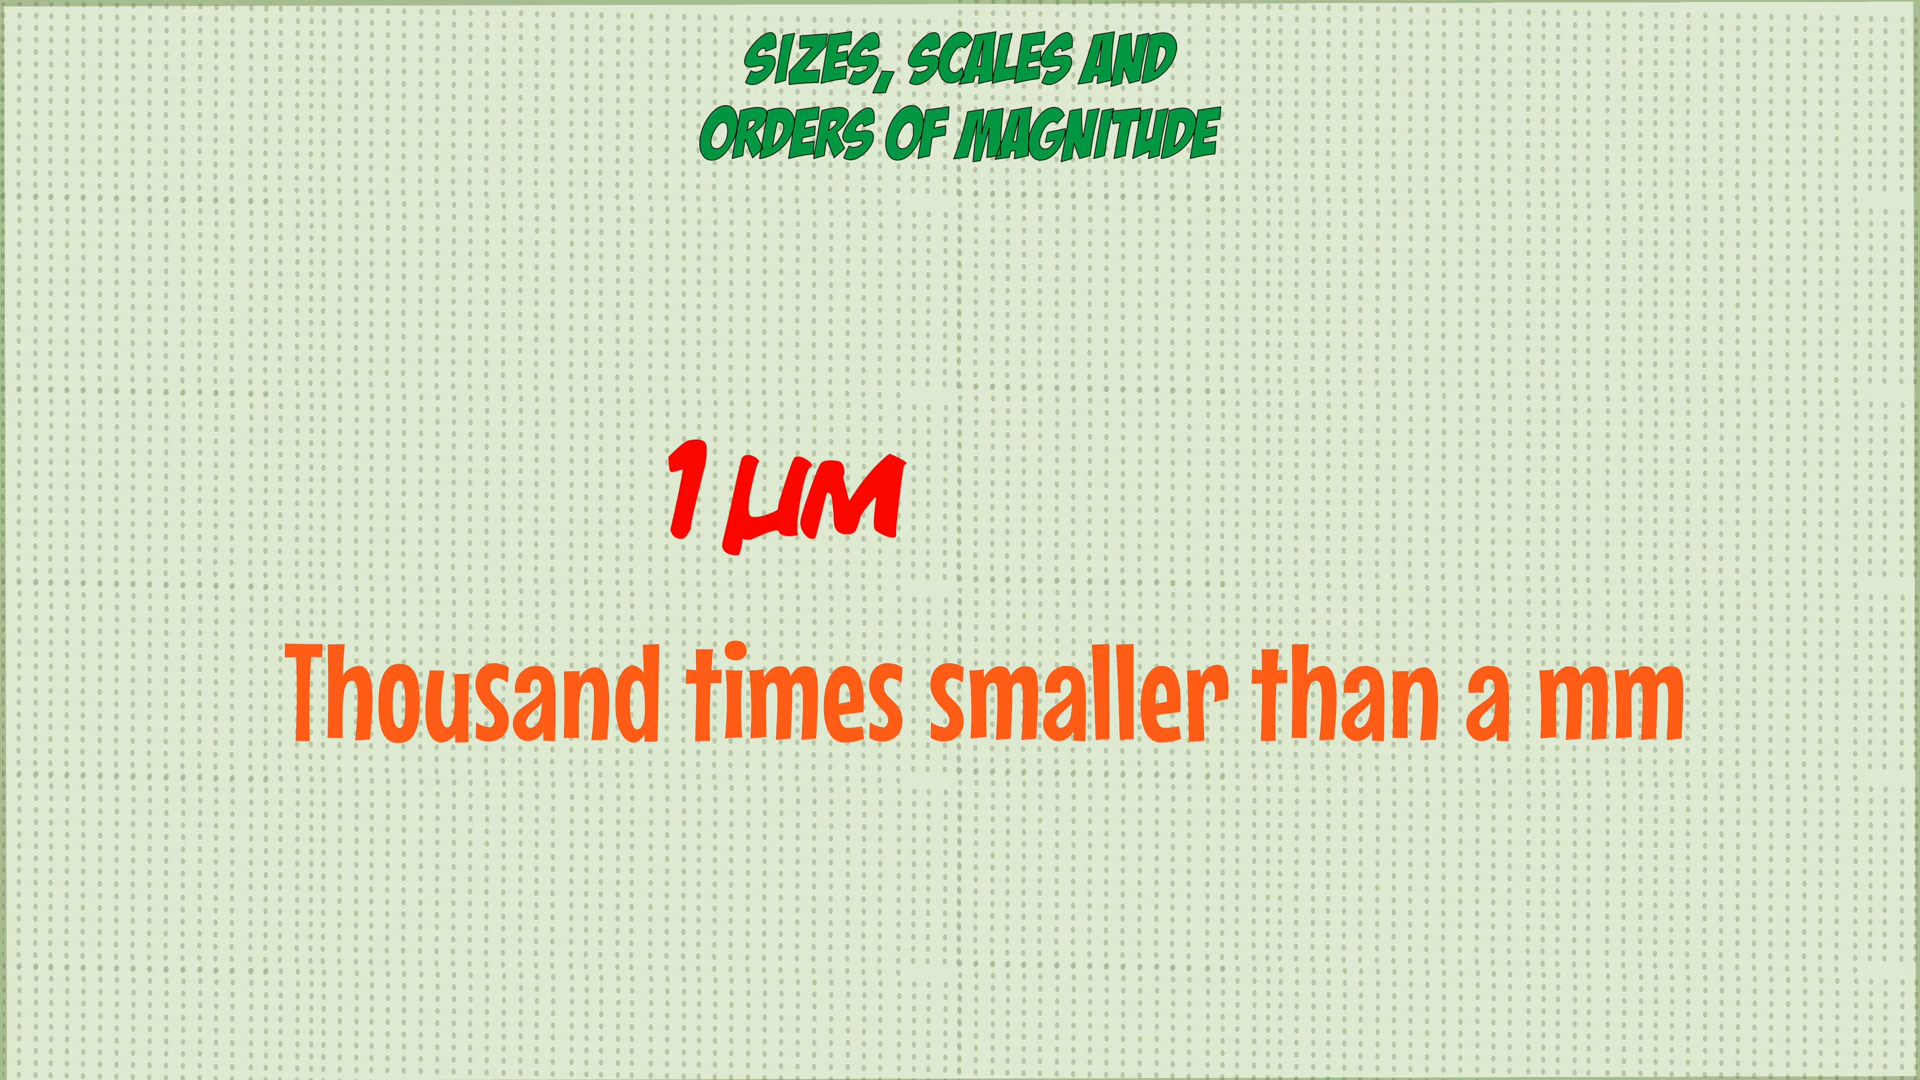 SIZES, SCALES AND
ORDERS OF MAGNITUDE
1 µM
Thousand times smaller than a mm